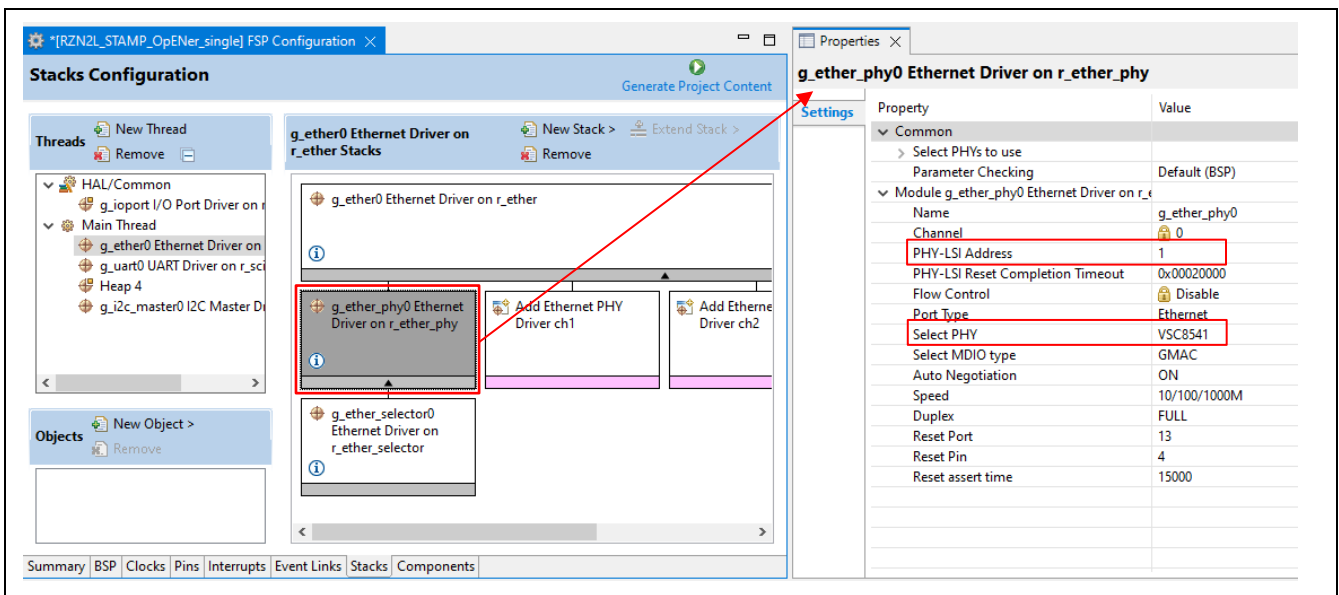 *[RZN2L_STAMP_OpENer_single] FSP Configuration
Stacks Configuration
Generate Project Content
Threads
New Thread
Remove
HAL/Common
g_ioport I/O Port Driver on r
Main Thread
g_ether0 Ethernet Driver on
g_uart0 UART Driver on r_sci
Heap 4
g_i2c_master0 I2C Master Dr
Objects
New Object >
Remove
g_ether0 Ethernet Driver on
r_ether Stacks
New Stack >
Extend Stack >
Remove
g_ether0 Ethernet Driver on r_ether
g_ether_phy0 Ethernet
Driver on r_ether_phy
Add Ethernet PHY
Driver ch1
Add Etherne
Driver ch2
g_ether_selector0
Ethernet Driver on
r_ether_selector
Summary BSP Clocks Pins Interrupts Event Links Stacks Components
Properties
g_ether_phy0 Ethernet Driver on r_ether_phy
Settings
Property Value
Common
Select PHYs to use
Parameter Checking Default (BSP)
Module g_ether_phy0 Ethernet Driver on r_e
Name g_ether_phy0
Channel 0
PHY-LSI Address 1
PHY-LSI Reset Completion Timeout 0x00020000
Flow Control Disable
Port Type Ethernet
Select PHY VSC8541
Select MDIO type GMAC
Auto Negotiation ON
Speed 10/100/1000M
Duplex FULL
Reset Port 13
Reset Pin 4
Reset assert time 15000